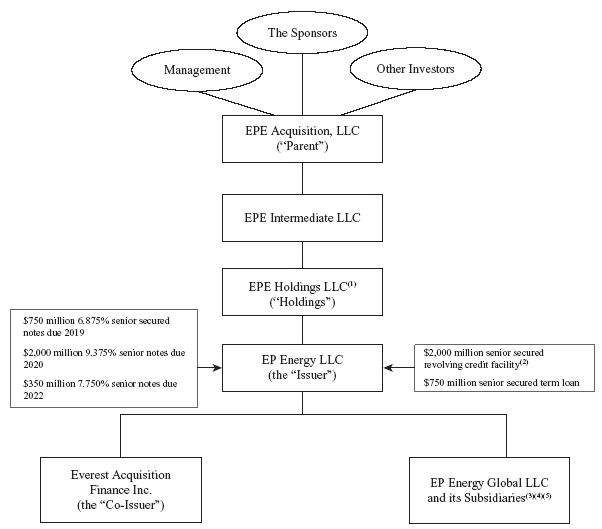 The Sponsors
Management
Other Investors
EPE Acquisition, LLC
(“Parent”)
EPE Intermediate LLC
EPE Holdings LLC(1)
(“Holdings”)
$750 million 6.875% senior secured
notes due 2019
$2,000 million 9.375% senior notes due
2020
$350 million 7.750% senior notes due
2022
EP Energy LLC
(the “Issuer”)
$2,000 million senior secured
revolving credit facility(2)
$750 million senior secured term loan
Everest Acquisition
Finance Inc.
(the “Co-Issuer”)
EP Energy Global LLC
and its Subsidiaries(3)(4)(5)